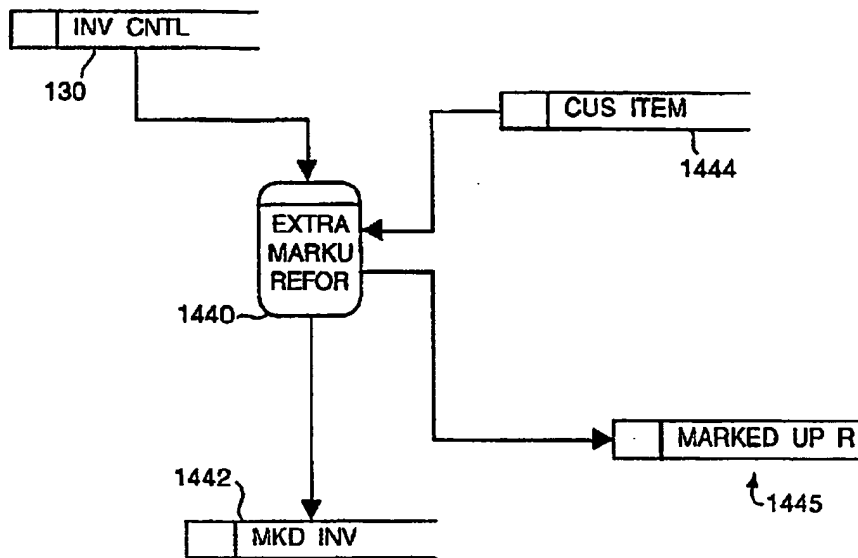 INV CNTL
130
CUS ITEM
1444
EXTRA
MARKU
REFOR
1440
MARKED UP R
1445
1442
MKD INV